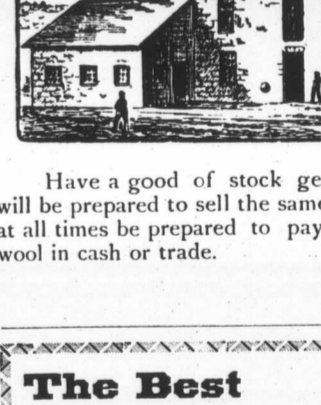 Have a good of stock ge
will be prepared to sell the same
at all times be prepared to pay
wool in cash or trade.
The Best